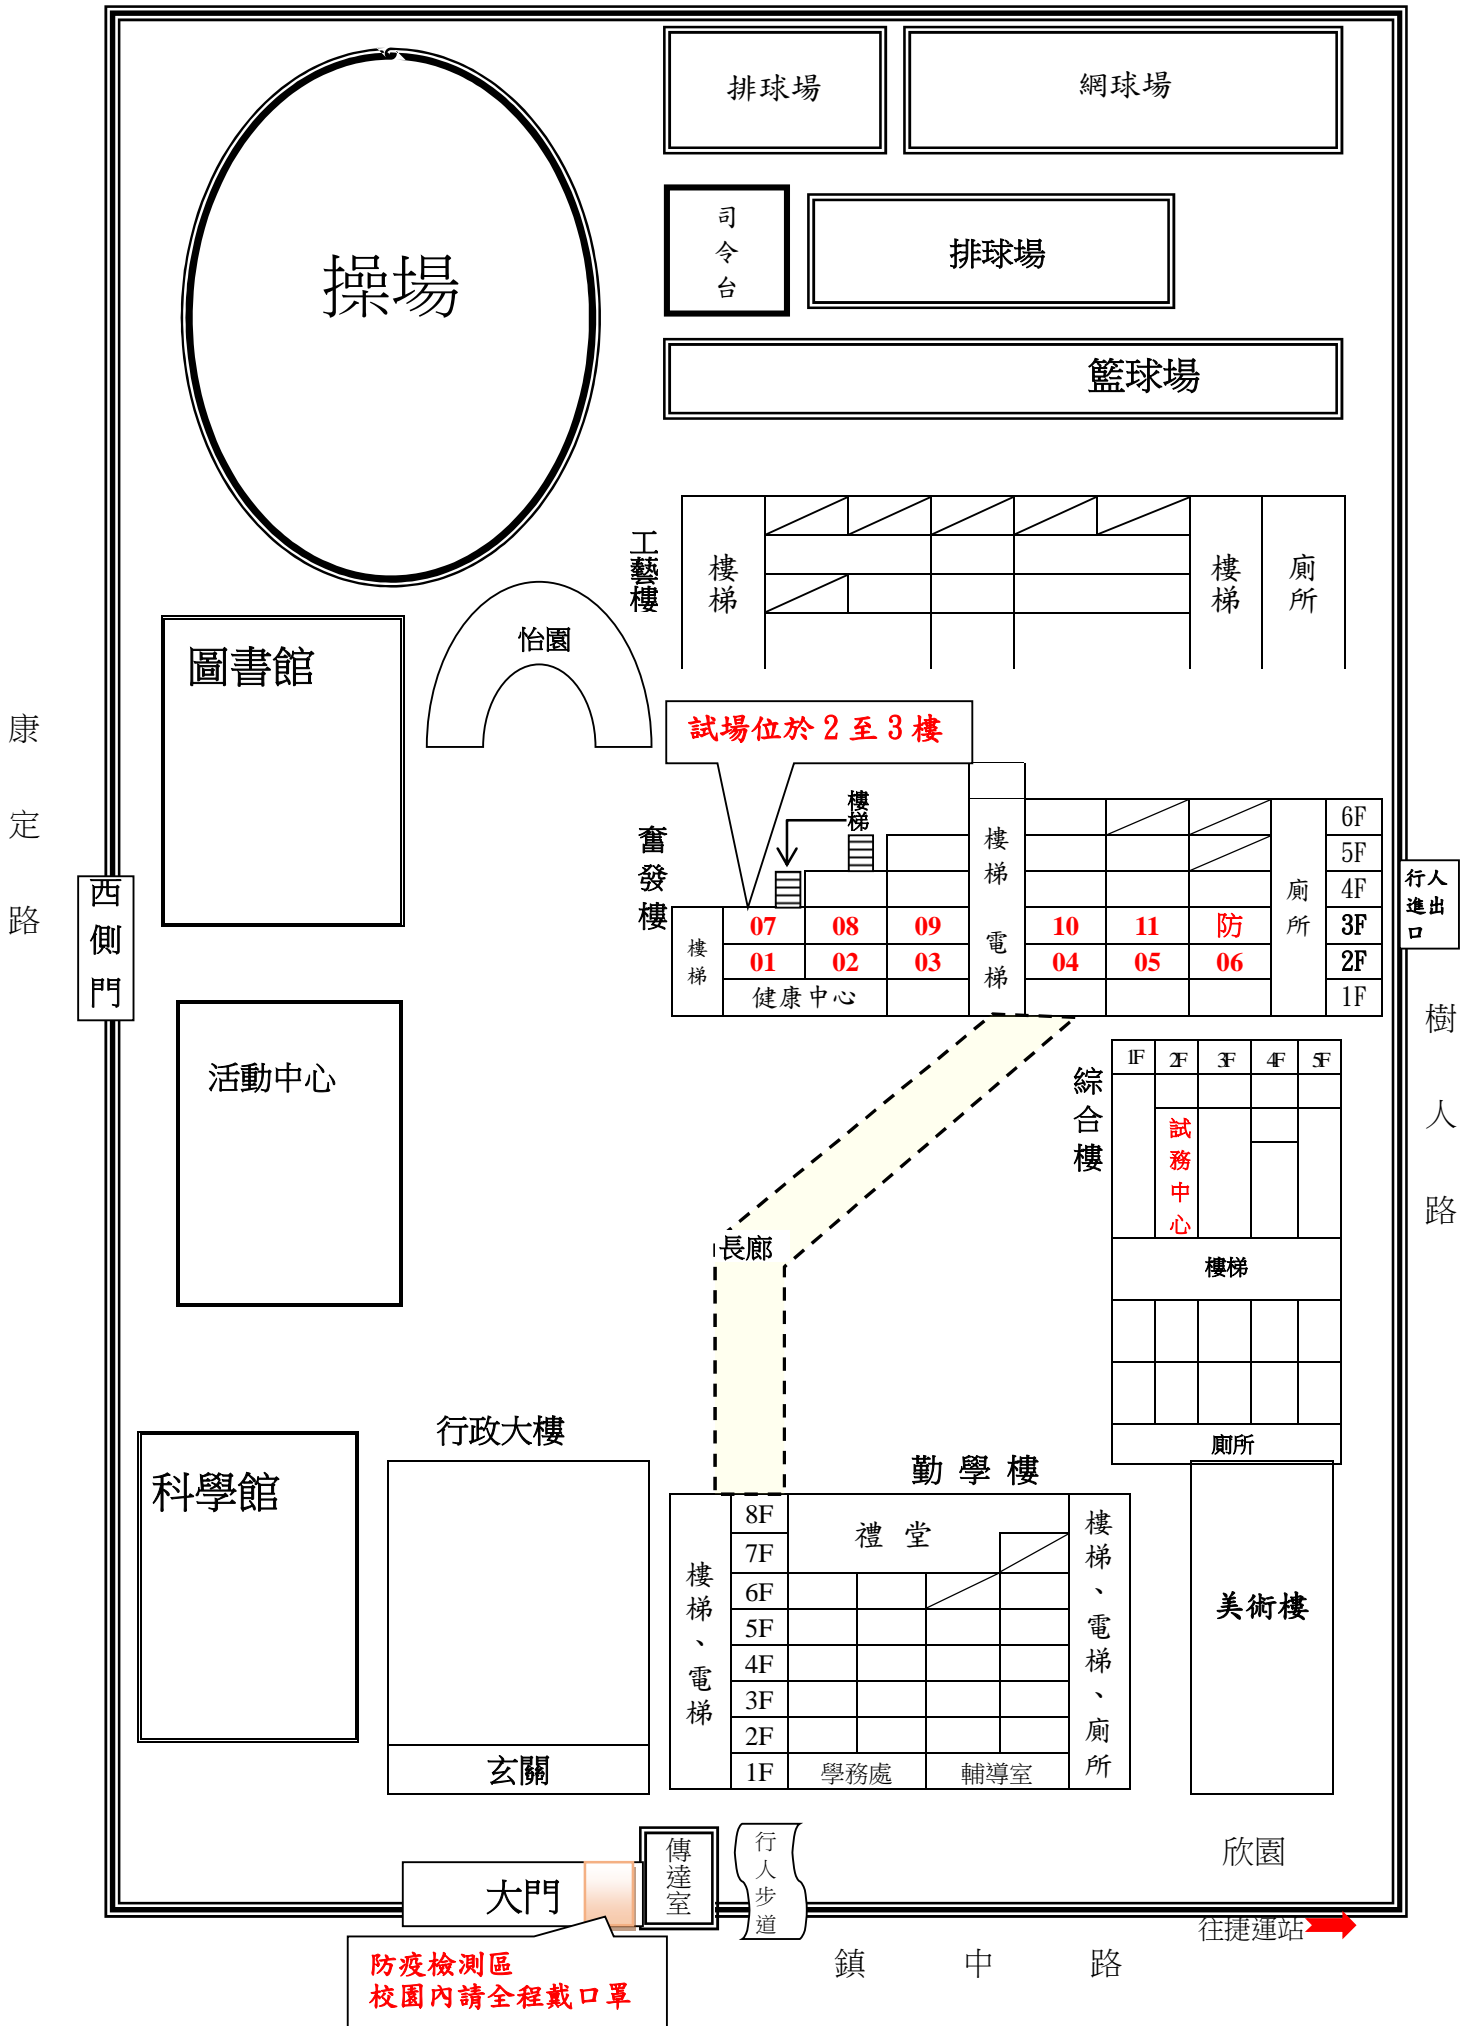 排球場
網球場
司令台
排球場
操場
籃球場
工藝樓
樓梯
樓梯
廁所
怡園
圖書館
試場位於 2 至 3 樓
康定路
西側門
奮發樓
樓梯
樓梯
樓梯 電梯
廁所
6F
5F
4F
07 08 09 10 11 防 3F
01 02 03 04 05 06 2F
健康中心 1F
行人進出口
樹人路
活動中心
綜合樓
1F 2F 3F 4F 5F
試務中心
樓梯
廁所
長廊
行政大樓
玄關
科學館
勤學樓
樓梯、電梯
8F
7F
禮堂
6F
5F
4F
3F
2F
1F 學務處 輔導室
樓梯、電梯、廁所
美術樓
欣園
大門
傳達室
行人步道
往捷運站
鎮中路
防疫檢測區
校園內請全程戴口罩